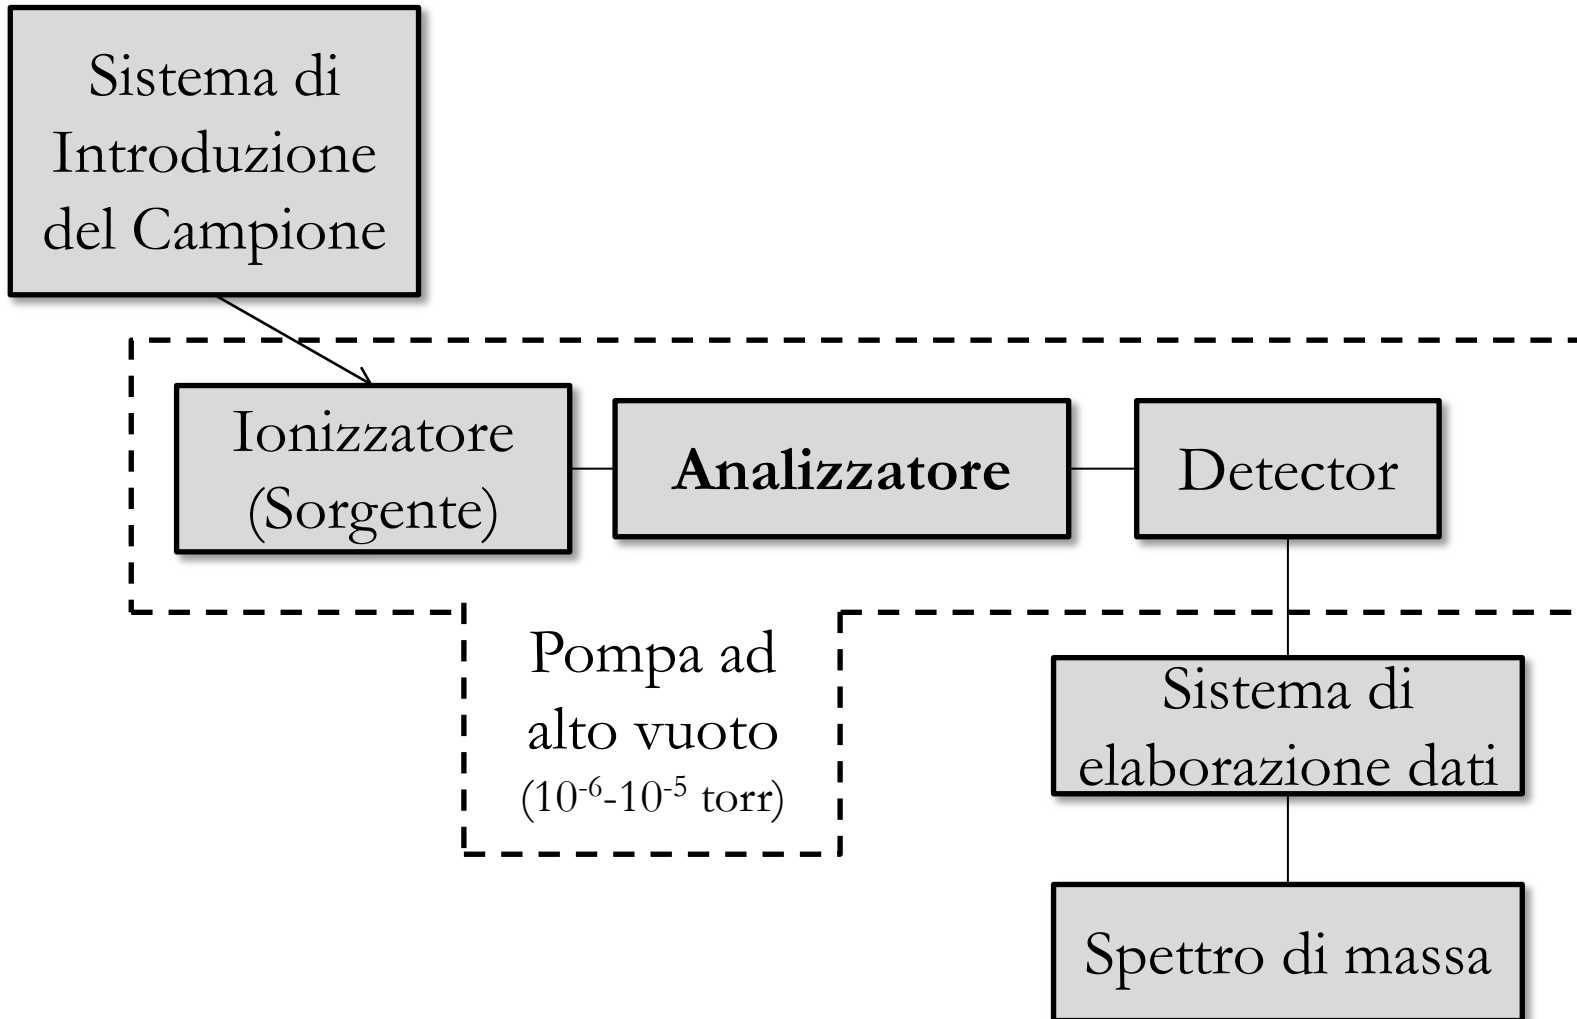 Sistema di
Introduzione
del Campione
Ionizzatore
(Sorgente)
Analizzatore
Detector
Pompa ad
alto vuoto
(10⁻⁶-10⁻⁵ torr)
Sistema di
elaborazione dati
Spettro di massa